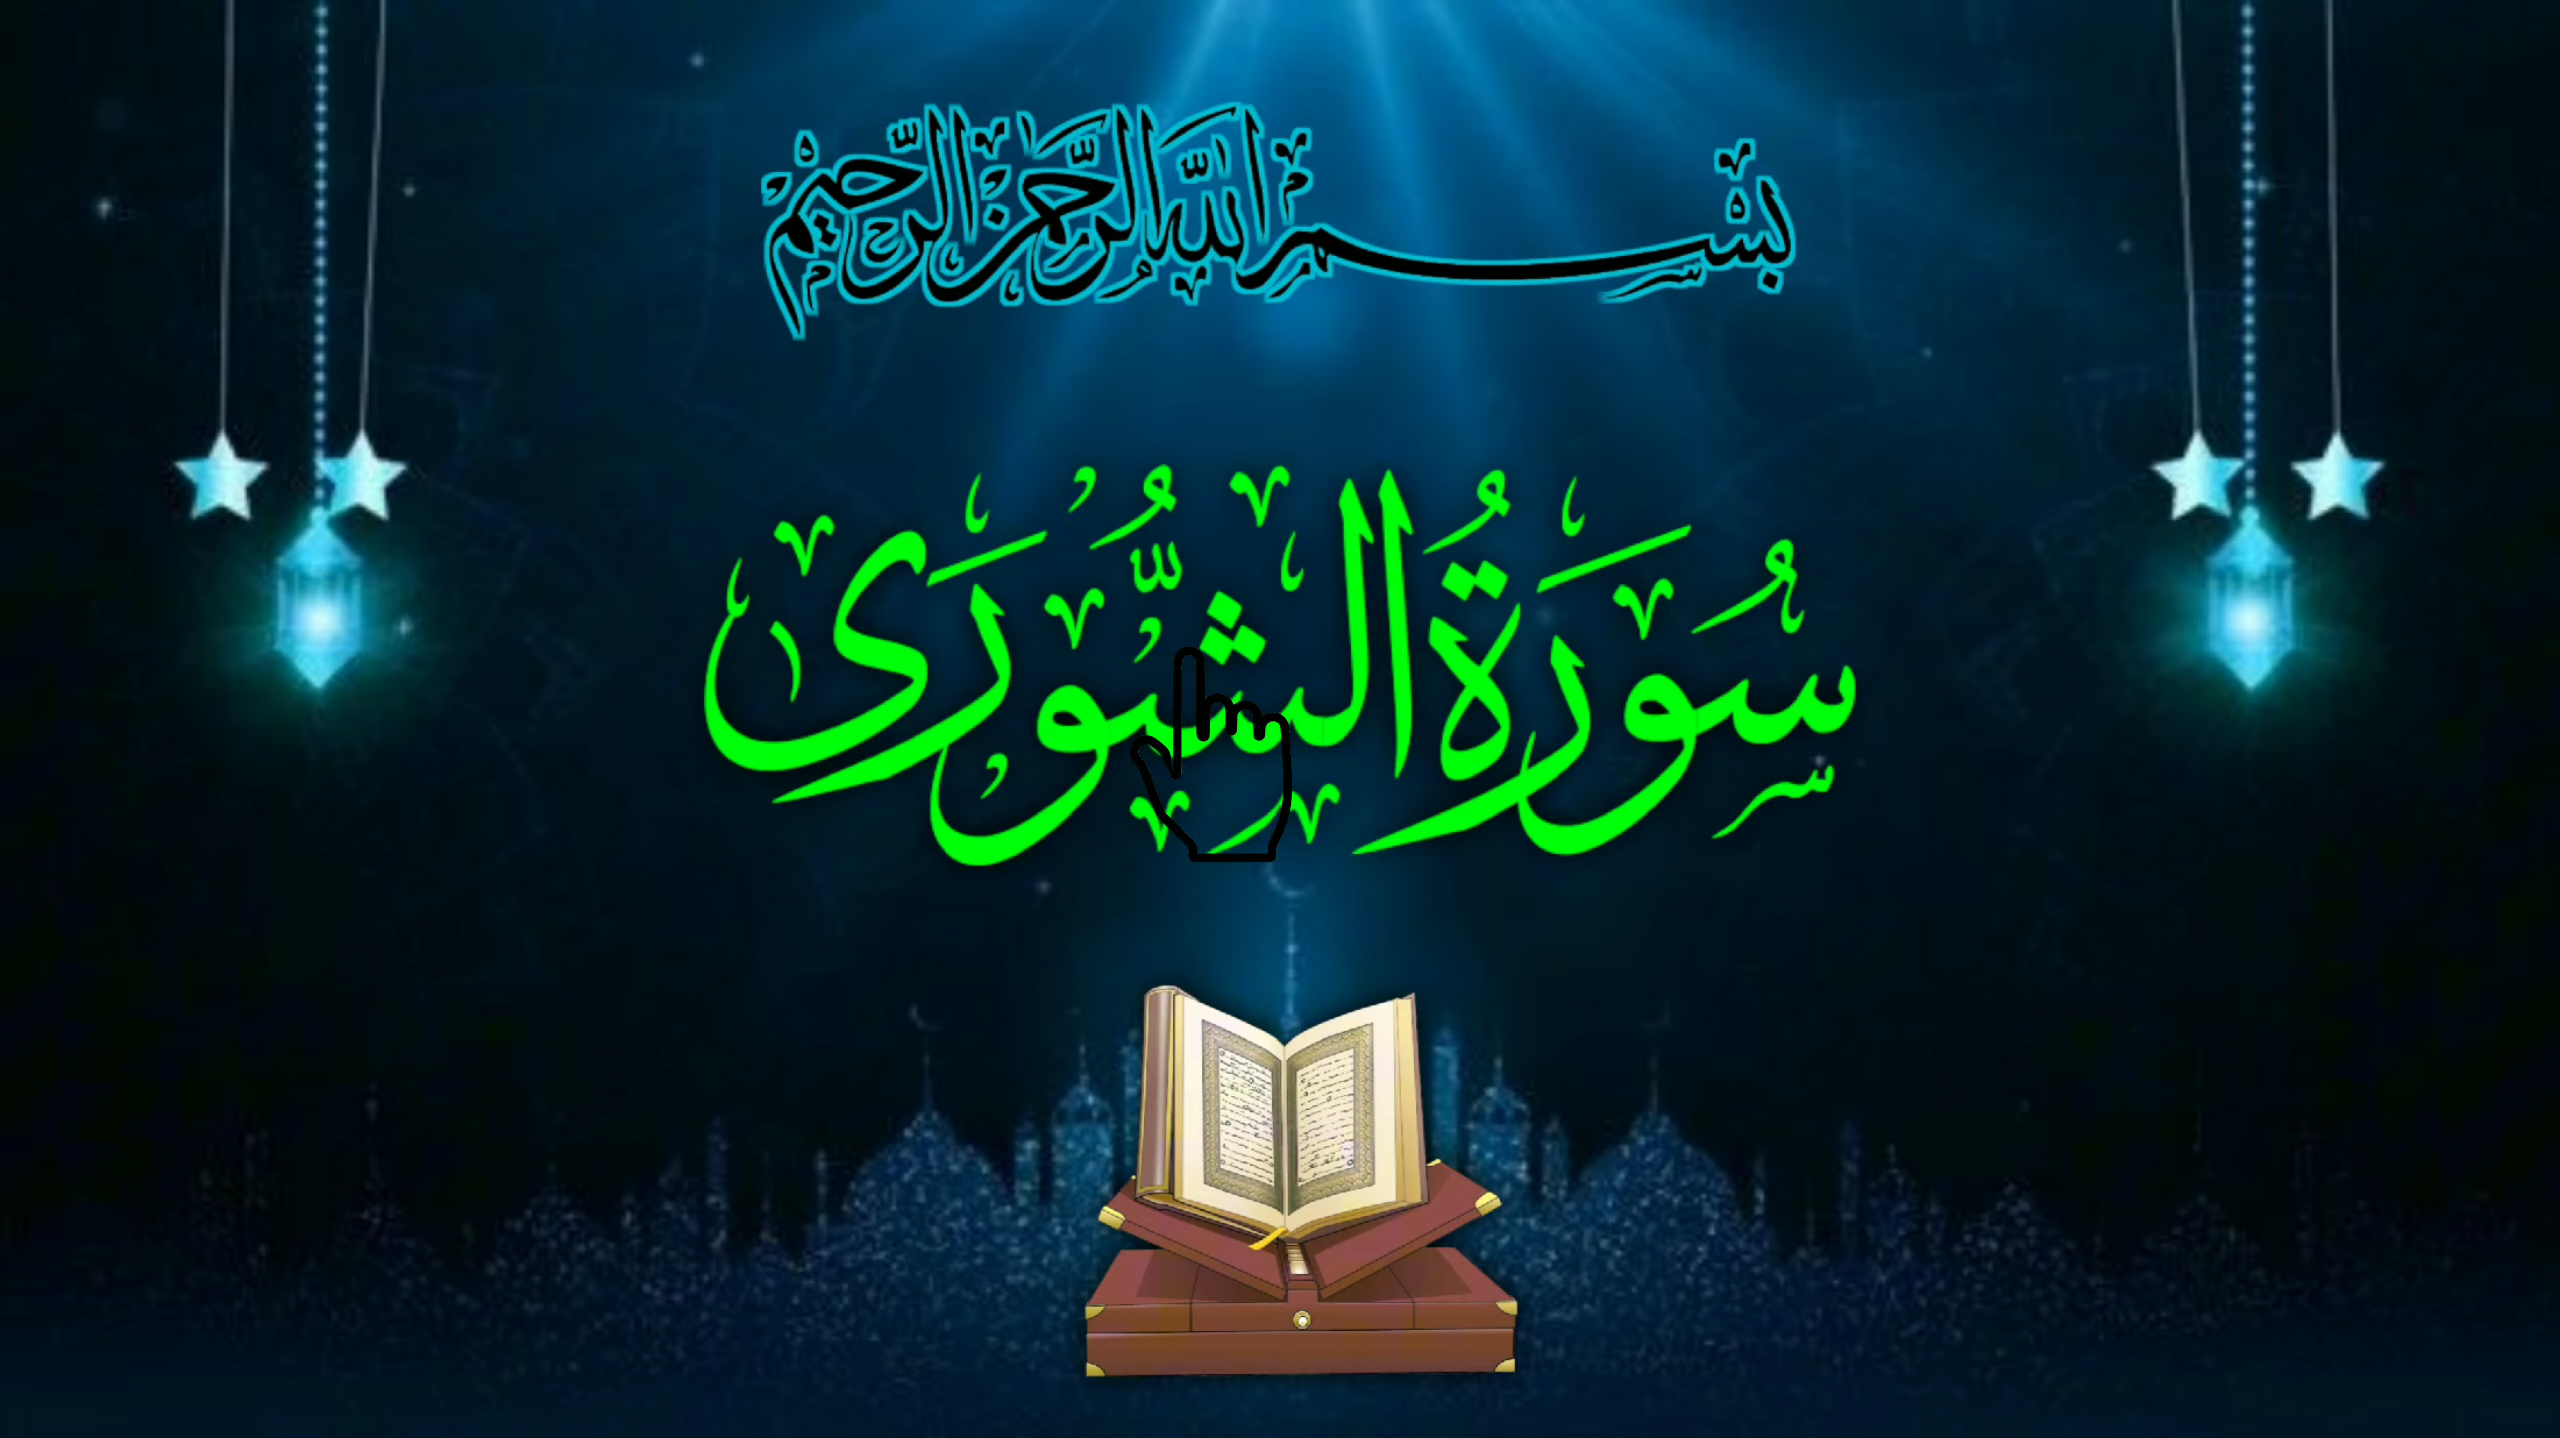 بِسْمِ اللَّهِ الرَّحْمَٰنِ الرَّحِيمِ
سُورَةُ الشُّورَىٰ